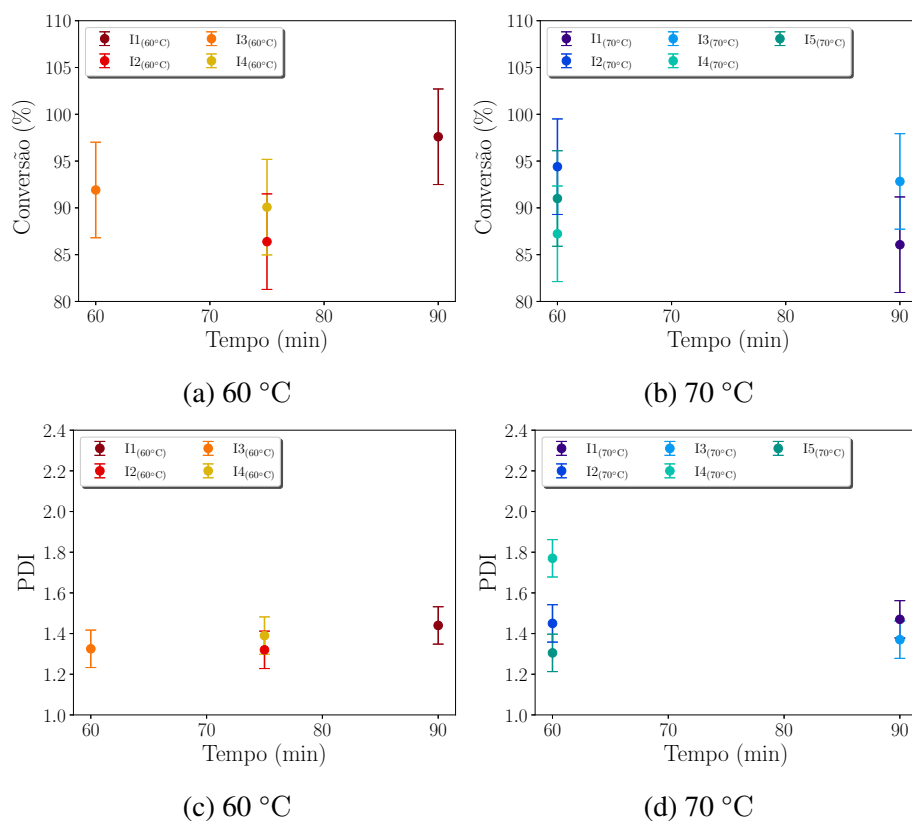 I1(60°C) I3(60°C)
I2(60°C) I4(60°C)
Conversão (%)
110
105
100
95
90
85
80
60 70 80 90
Tempo (min)
(a) 60 °C
I1(70°C) I3(70°C) I5(70°C)
I2(70°C) I4(70°C)
Conversão (%)
110
105
100
95
90
85
80
60 70 80 90
Tempo (min)
(b) 70 °C
I1(60°C) I3(60°C)
I2(60°C) I4(60°C)
PDI
2.4
2.2
2.0
1.8
1.6
1.4
1.2
1.0
60 70 80 90
Tempo (min)
(c) 60 °C
I1(70°C) I3(70°C) I5(70°C)
I2(70°C) I4(70°C)
PDI
2.4
2.2
2.0
1.8
1.6
1.4
1.2
1.0
60 70 80 90
Tempo (min)
(d) 70 °C